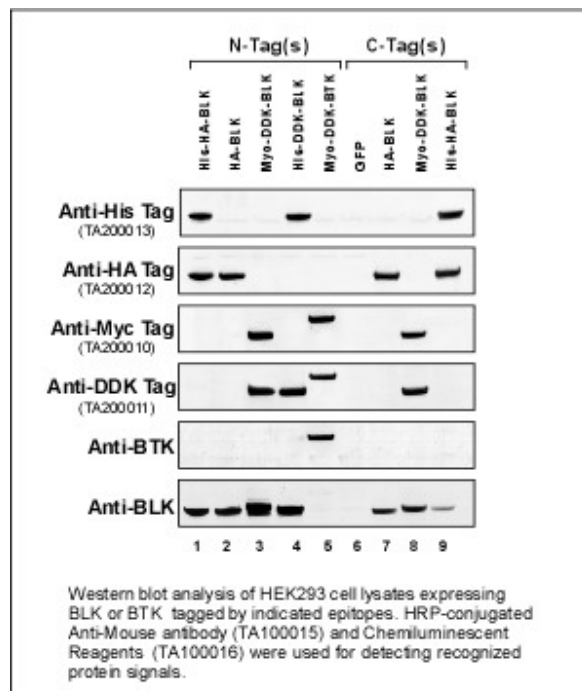 N-Tag(s) C-Tag(s)
His-HA-BLK
HA-BLK
Myo-DDK-BLK
His-DDK-BLK
Myo-DDK-BTK
GFP
HA-BLK
Myo-DDK-BLK
His-HA-BLK
Anti-His Tag
(TA200013)
Anti-HA Tag
(TA200012)
Anti-Myc Tag
(TA200010)
Anti-DDK Tag
(TA200011)
Anti-BTK
Anti-BLK
1 2 3 4 5 6 7 8 9
Western blot analysis of HEK293 cell lysates expressing
BLK or BTK tagged by indicated epitopes. HRP-conjugated
Anti-Mouse antibody (TA100015) and Chemiluminescent
Reagents (TA100016) were used for detecting recognized
protein signals.